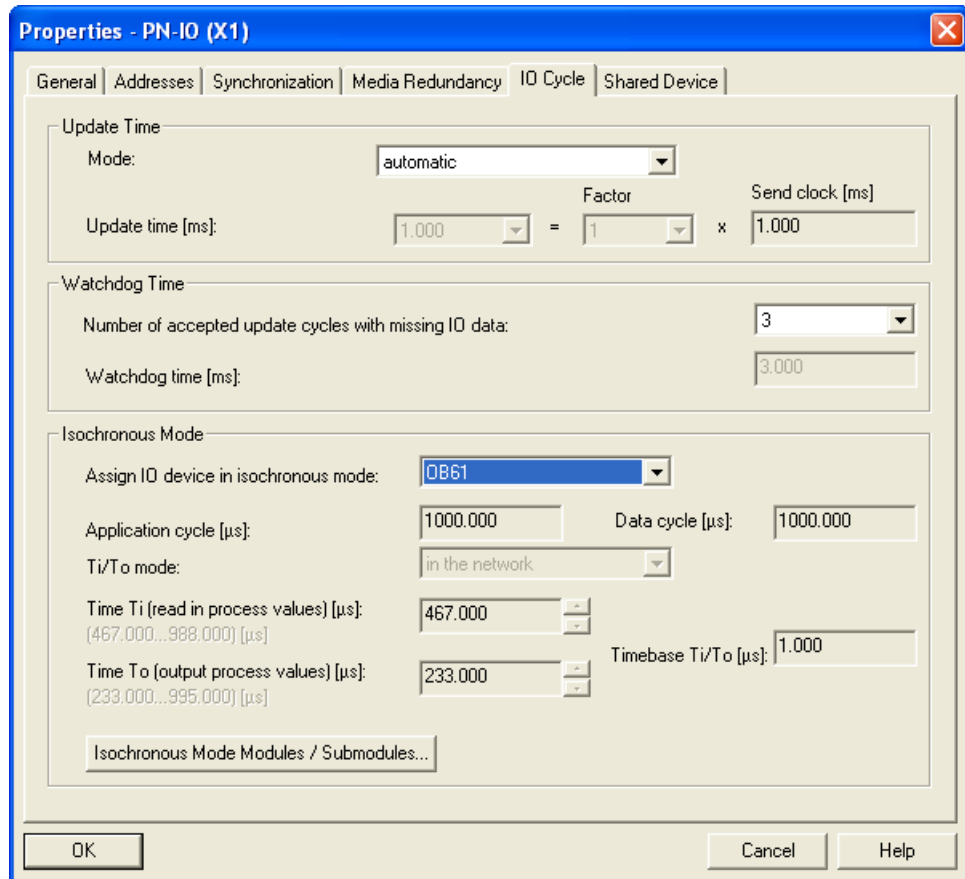 Properties - PN-IO (X1)
General Addresses Synchronization Media Redundancy IO Cycle Shared Device
Update Time
Mode: automatic
Factor Send clock [ms]
Update time [ms]: 1.000 = 1 x 1.000
Watchdog Time
Number of accepted update cycles with missing IO data: 3
Watchdog time [ms]: 3.000
Isochronous Mode
Assign IO device in isochronous mode: OB61
Application cycle [µs]: 1000.000 Data cycle [µs]: 1000.000
Ti/To mode: in the network
Time Ti (read in process values) [µs]: 467.000
(467.000...988.000) [µs]
Timebase Ti/To [µs]: 1.000
Time To (output process values) [µs]: 233.000
(233.000...995.000) [µs]
Isochronous Mode Modules / Submodules...
OK Cancel Help